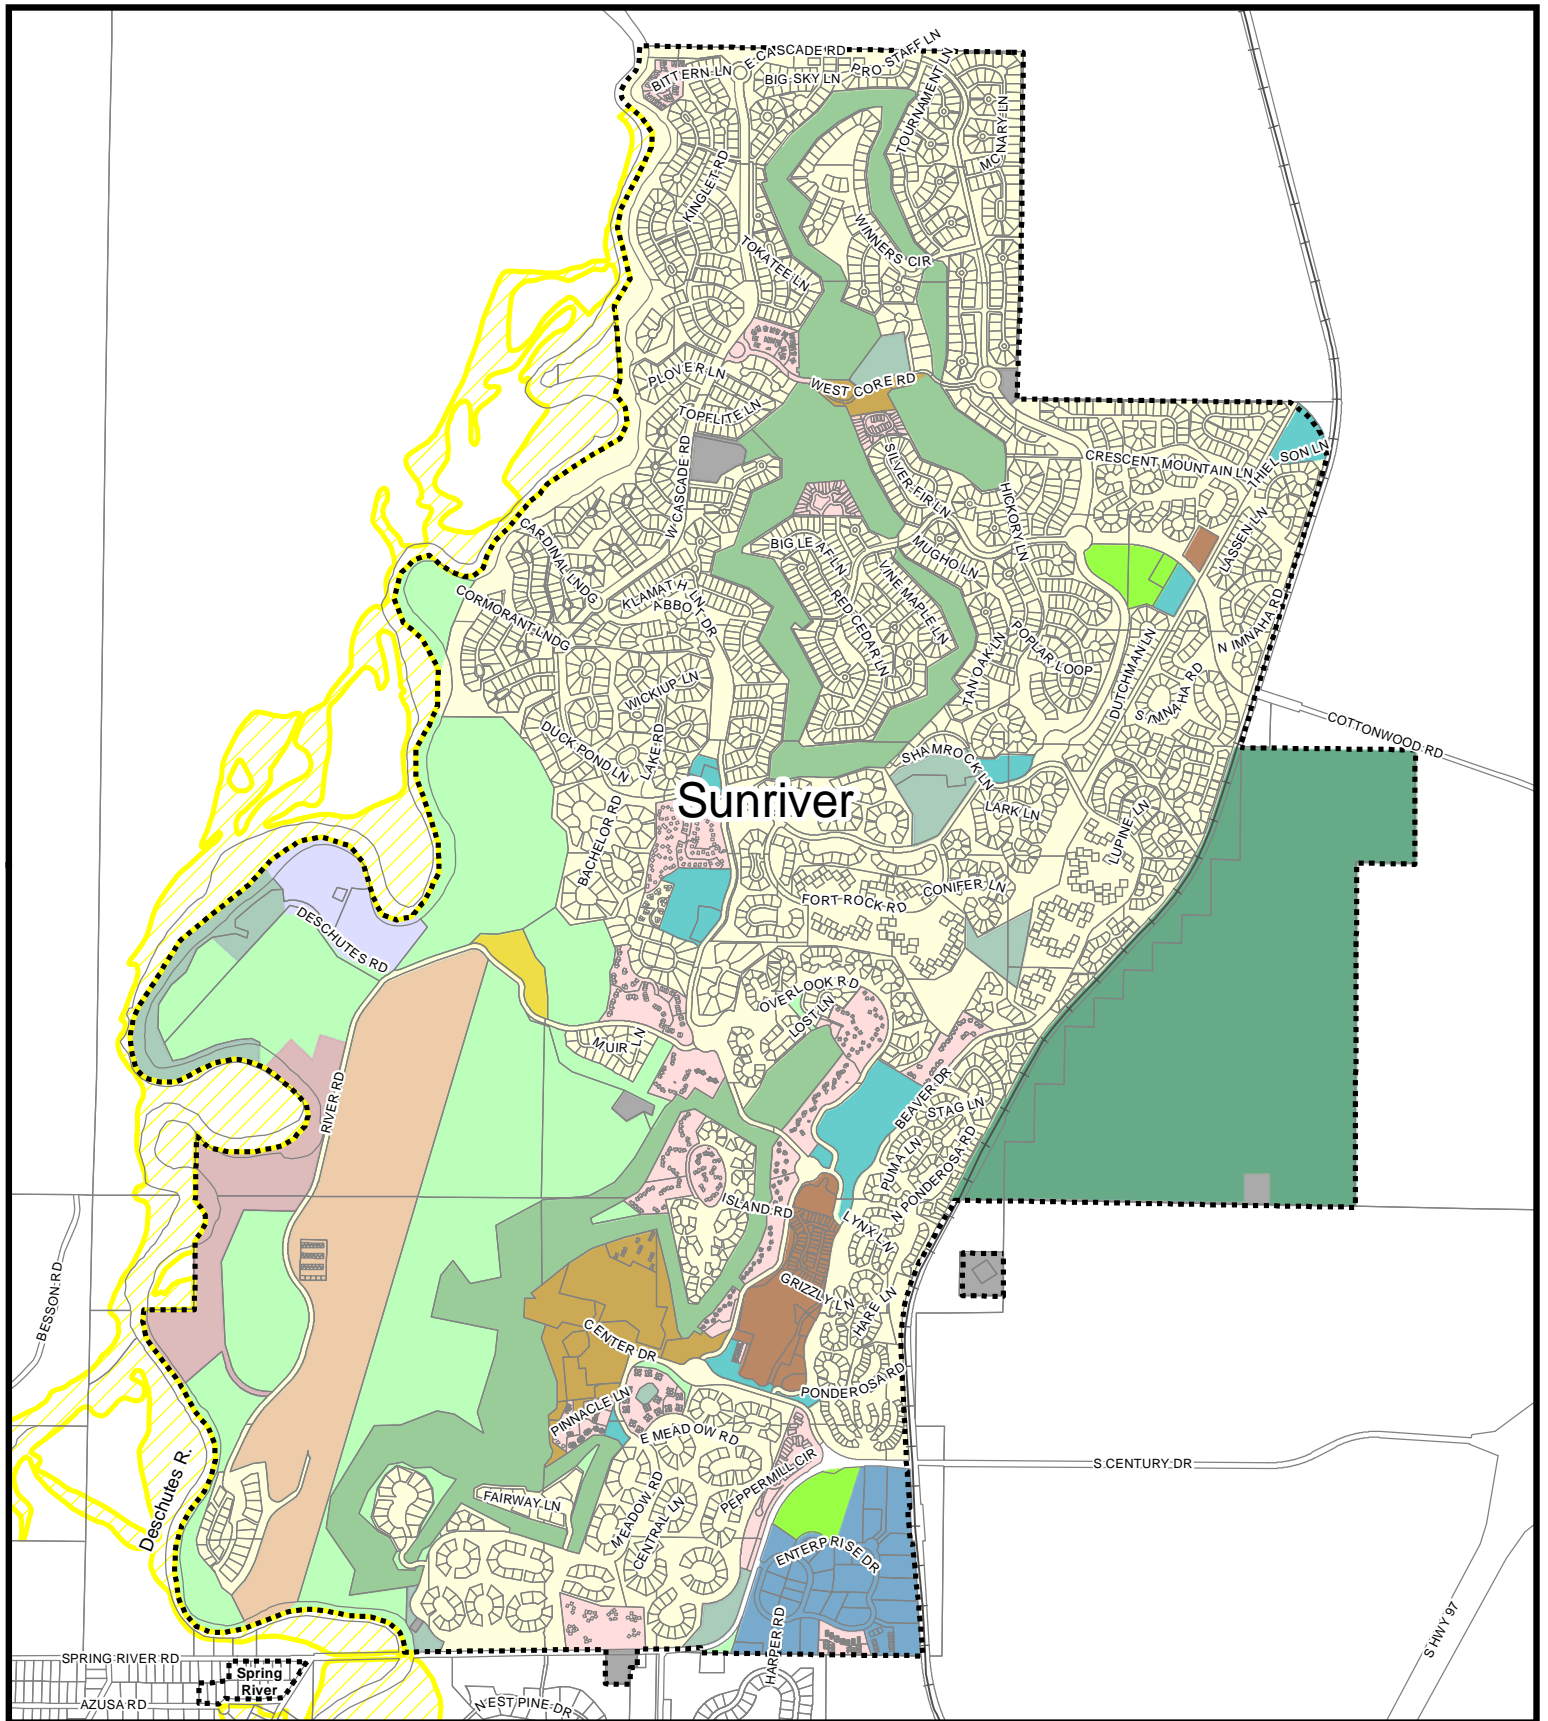 E CASCADE RD
PRO STAFF LN
BITTERN LN
BIG SKY LN
TOURNAMENT LN
MC NARY LN
KINGLET RD
WINNERS CIR
TOKATEE LN
PLOVER LN
WEST CORE RD
TOPFLITE LN
W CASCADE RD
SILVER FIR LN
CRESCENT MOUNTAIN LN
THIELSON LN
HICKORY LN
LASSEN LN
CARDINAL LNDG
BIG LEAF LN
MUGHO LN
VINE MAPLE LN
KLAMATH LN
ABBOT DR
CORMORANT LNDG
RED CEDAR LN
TAN OAK LN
POPLAR LOOP
N IMNAHA RD
DUTCHMAN LN
S IMNAHA RD
WICKIUP LN
DUCK POND LN
LAKE RD
SHAMROCK LN
COTTONWOOD RD
Sunriver
LARK LN
LUPINE LN
BACHELOR RD
FORT ROCK RD
CONIFER LN
DESCHUTES RD
OVERLOOK RD
LOST LN
MUIR LN
RIVER RD
BEAVER DR
STAG LN
PUMA LN
N PONDEROSA RD
ISLAND RD
LYNX LN
BESSON RD
GRIZZLY LN
HARE LN
CENTER DR
PONDEROSA RD
PINNACLE LN
E MEADOW RD
S CENTURY DR
Deschutes R.
PEPPERMILL CIR
FAIRWAY LN
MEADOW RD
CENTRAL LN
ENTERPRISE DR
HARPER RD
S HWY 97
SPRING RIVER RD
Spring
River
AZUSA RD
NEST PINE DR